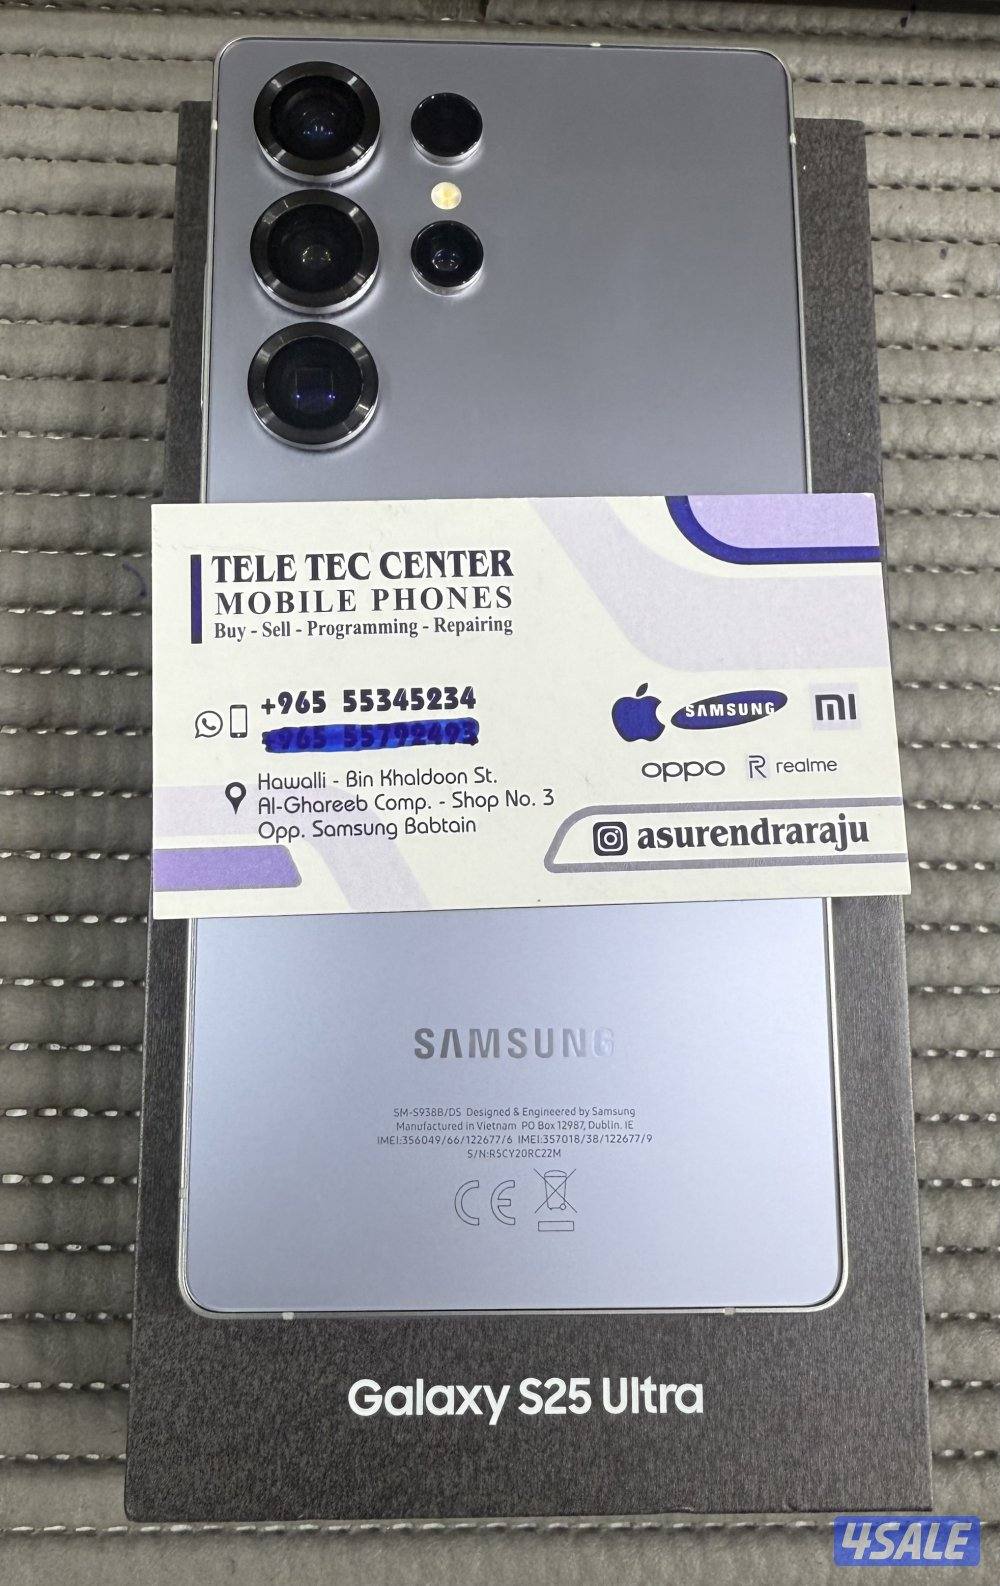 TELE TEC CENTER
MOBILE PHONES
Buy - Sell - Programming - Repairing
+965 55345234
+965 55792493
Hawalli - Bin Khaldoon St.
Al-Ghareeb Comp. - Shop No. 3
Opp. Samsung Babtain
SAMSUNG
MI
oppo
realme
asurendraraju
SAMSUNG
SM-S938B/DS Designed & Engineered by Samsung
Manufactured in Vietnam PO Box 12987, Dublin. IE
IMEI:356049/66/122677/6 IMEI:357018/38/122677/9
S/N:R5CY20RC22M
CE
Galaxy S25 Ultra
4SALE